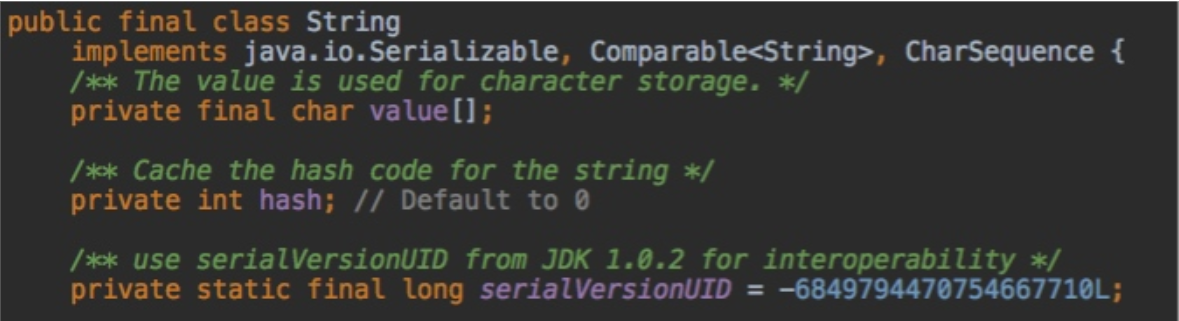 public final class String
implements java.io.Serializable, Comparable<String>, CharSequence {
/** The value is used for character storage. */
private final char value[];
/** Cache the hash code for the string */
private int hash; // Default to 0
/** use serialVersionUID from JDK 1.0.2 for interoperability */
private static final long serialVersionUID = -6849794470754667710L;